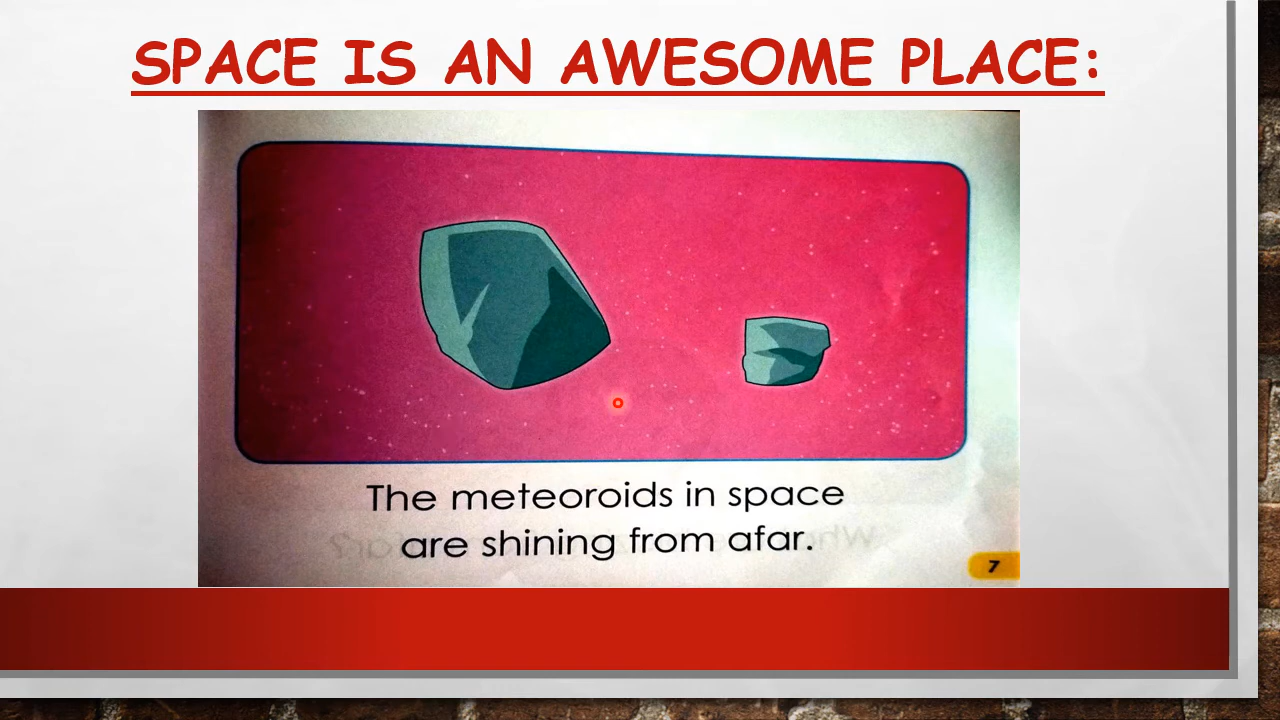 SPACE IS AN AWESOME PLACE:
The meteoroids in space
are shining from afar.
7